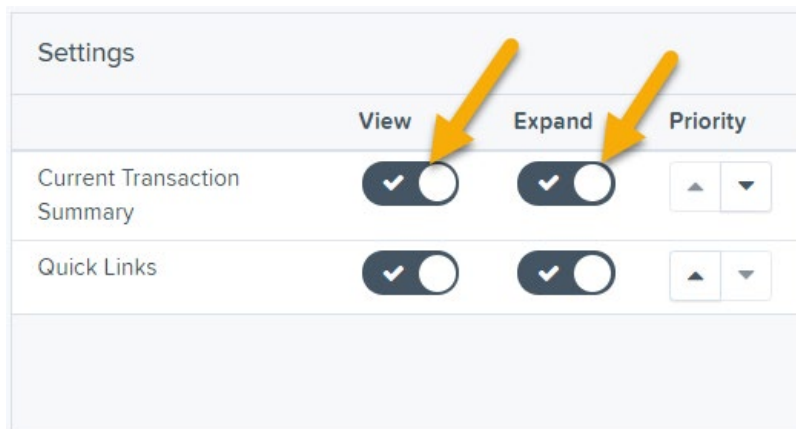 Settings
View Expand Priority
Current Transaction
Summary
Quick Links